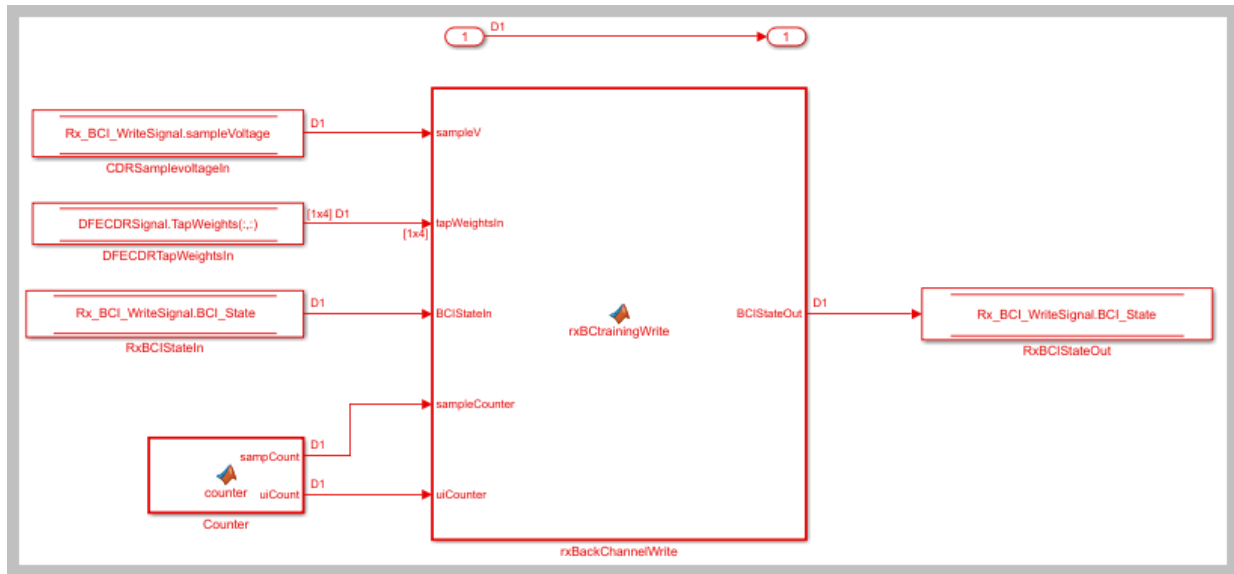 1
D1
1
Rx_BCI_WriteSignal.sampleVoltage
D1
CDRSamplevoltageIn
sampleV
DFECDRSignal.TapWeights(:,:)
[1x4] D1
[1x4]
tapWeightsIn
DFECDRTapWeightsIn
Rx_BCI_WriteSignal.BCI_State
D1
RxBCIStateIn
BCIStateIn
rxBCtrainingWrite
BCIStateOut
D1
Rx_BCI_WriteSignal.BCI_State
RxBCIStateOut
sampleCounter
sampCount
D1
counter
uiCount
D1
Counter
uiCounter
rxBackChannelWrite